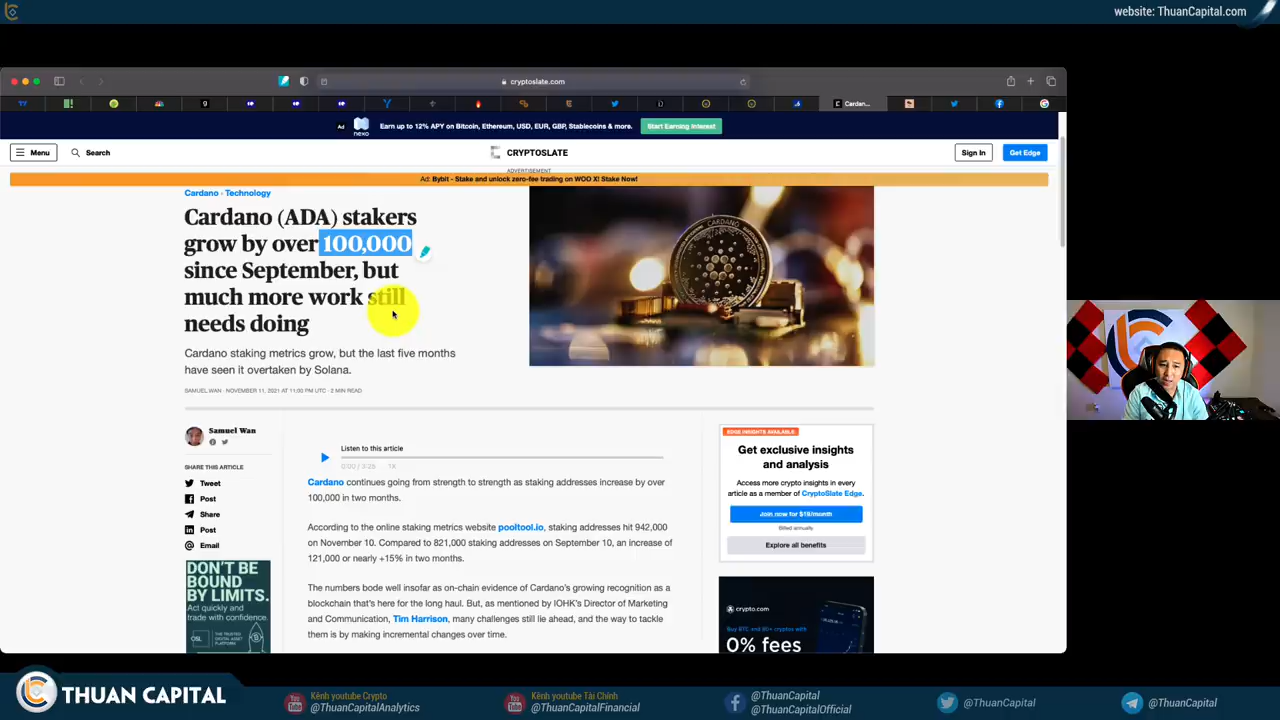 website: ThuanCapital.com
cryptoslate.com
Cardan...
Ad
nexo
Earn up to 12% APY on Bitcoin, Ethereum, USD, EUR, GBP, Stablecoins & more.
Start Earning Interest
Menu
Search
CRYPTOSLATE
Sign In
Get Edge
ADVERTISEMENT
Ad: Bybit - Stake and unlock zero-fee trading on WOO X! Stake Now!
Cardano · Technology
Cardano (ADA) stakers
grow by over 100,000
since September, but
much more work still
needs doing
Cardano staking metrics grow, but the last five months
have seen it overtaken by Solana.
SAMUEL WAN · NOVEMBER 11, 2021 AT 11:00 PM UTC · 2 MIN READ
Samuel Wan
SHARE THIS ARTICLE
Tweet
Post
Share
Post
Email
Listen to this article
0:00 / 3:25 1X
Cardano continues going from strength to strength as staking addresses increase by over
100,000 in two months.
According to the online staking metrics website pooltool.io, staking addresses hit 942,000
on November 10. Compared to 821,000 staking addresses on September 10, an increase of
121,000 or nearly +15% in two months.
The numbers bode well insofar as on-chain evidence of Cardano's growing recognition as a
blockchain that's here for the long haul. But, as mentioned by IOHK's Director of Marketing
and Communication, Tim Harrison, many challenges still lie ahead, and the way to tackle
them is by making incremental changes over time.
EDGE INSIGHTS AVAILABLE
Get exclusive insights
and analysis
Access more crypto insights in every
article as a member of CryptoSlate Edge.
Join now for $19/month
Billed annually
Explore all benefits
DON'T BE
BOUND
BY LIMITS.
Act quickly and
trade with confidence.
OSL
crypto.com
Buy BTC and 90+ cryptos with
0% FEES
THUAN CAPITAL
Kênh youtube Crypto
@ThuanCapitalAnalytics
Kênh youtube Tài Chính
@ThuanCapitalFinancial
@ThuanCapital
@ThuanCapitalOfficial
@ThuanCapital
@ThuanCapital